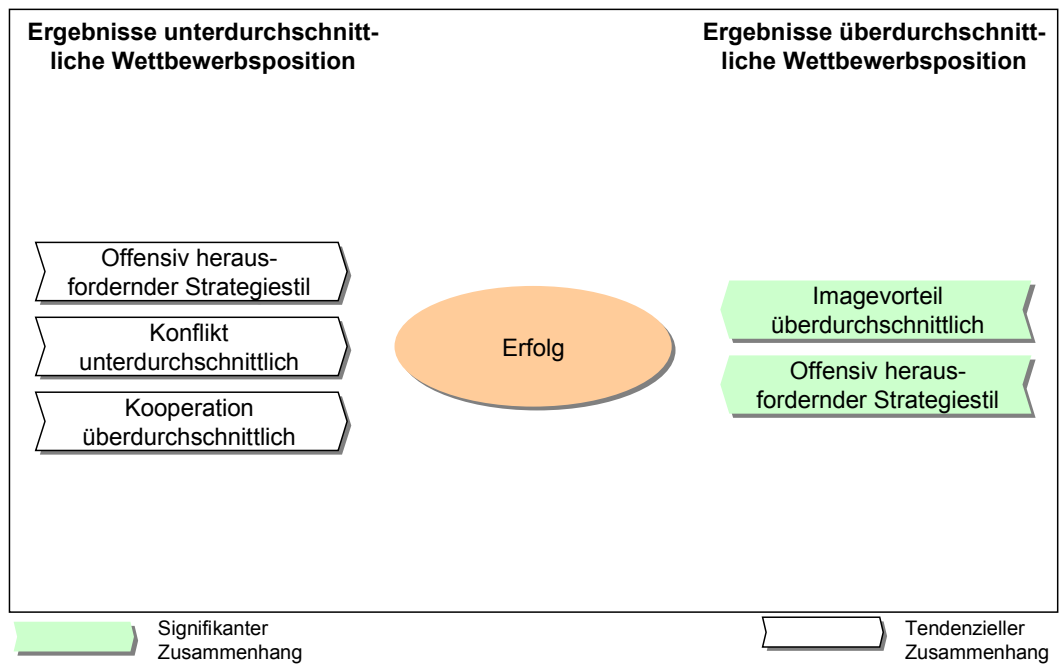 Ergebnisse unterdurchschnitt-
liche Wettbewerbsposition
Ergebnisse überdurchschnitt-
liche Wettbewerbsposition
Offensiv heraus-
fordernder Strategiestil
Konflikt
unterdurchschnittlich
Kooperation
überdurchschnittlich
Erfolg
Imagevorteil
überdurchschnittlich
Offensiv heraus-
fordernder Strategiestil
Signifikanter
Zusammenhang
Tendenzieller
Zusammenhang